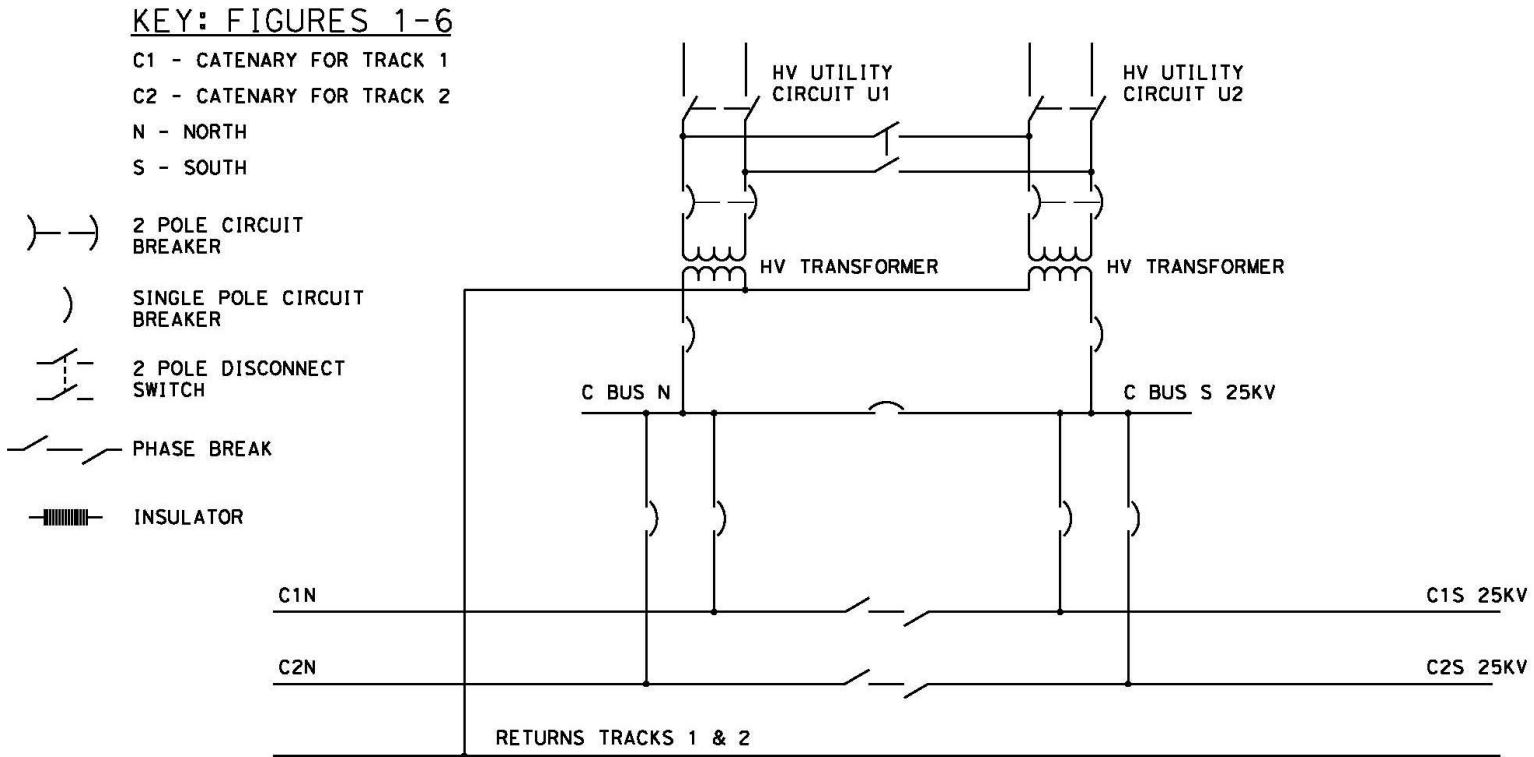 KEY: FIGURES 1-6
C1 - CATENARY FOR TRACK 1
C2 - CATENARY FOR TRACK 2
N - NORTH
S - SOUTH
2 POLE CIRCUIT
BREAKER
SINGLE POLE CIRCUIT
BREAKER
2 POLE DISCONNECT
SWITCH
PHASE BREAK
INSULATOR
HV UTILITY
CIRCUIT U1
HV UTILITY
CIRCUIT U2
HV TRANSFORMER
HV TRANSFORMER
C BUS N
C BUS S 25KV
C1N
C1S 25KV
C2N
C2S 25KV
RETURNS TRACKS 1 & 2